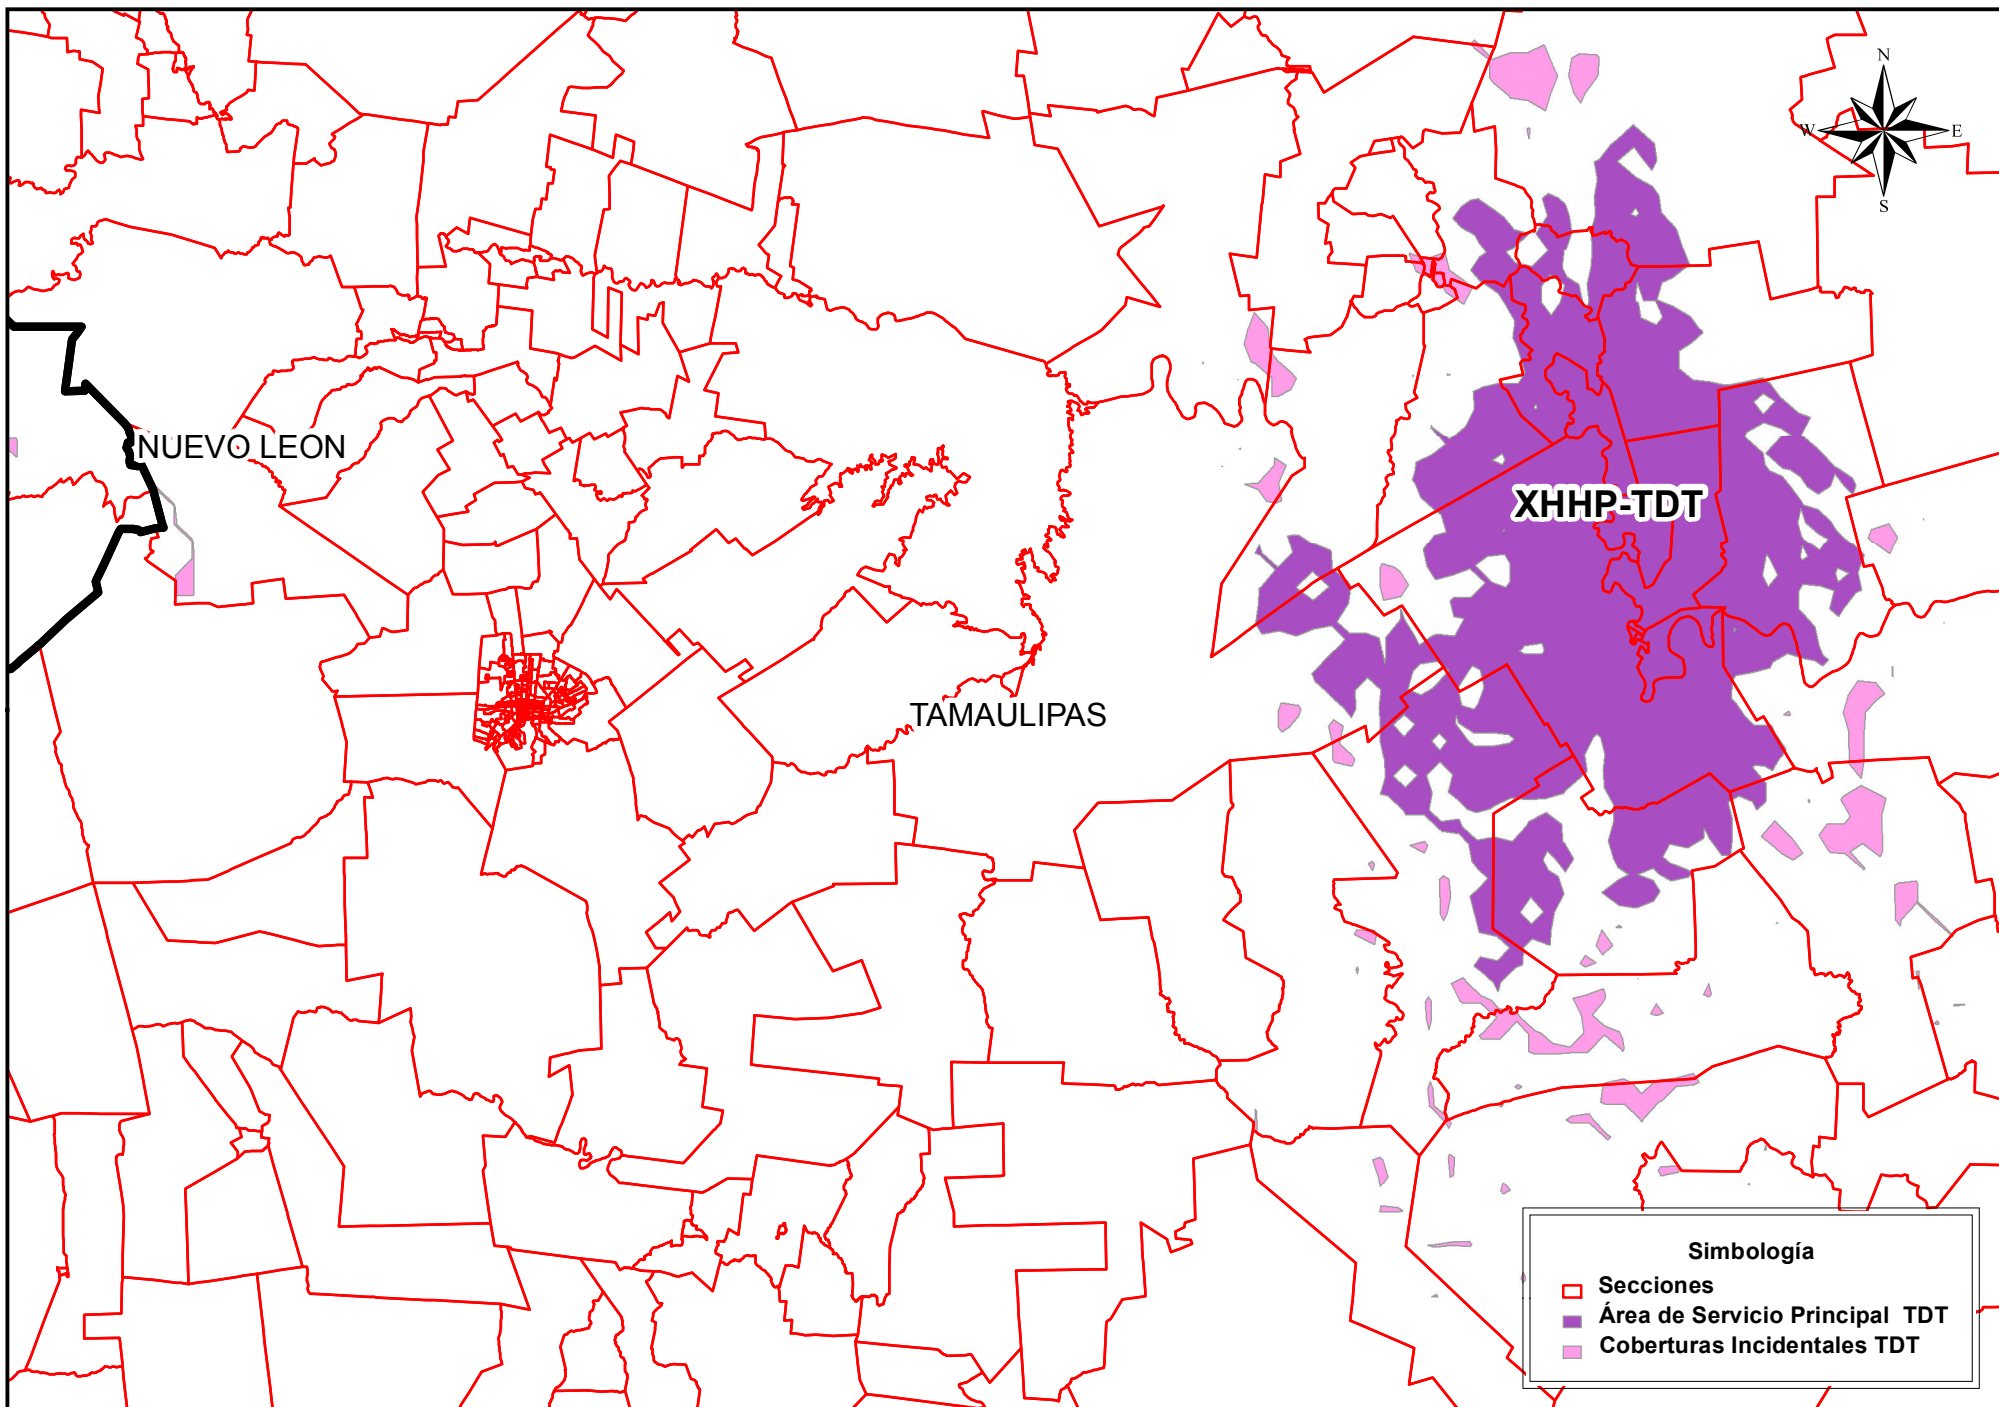 N
W E
S
NUEVO LEON
XHHP-TDT
TAMAULIPAS
Simbología
Secciones
Área de Servicio Principal TDT
Coberturas Incidentales TDT